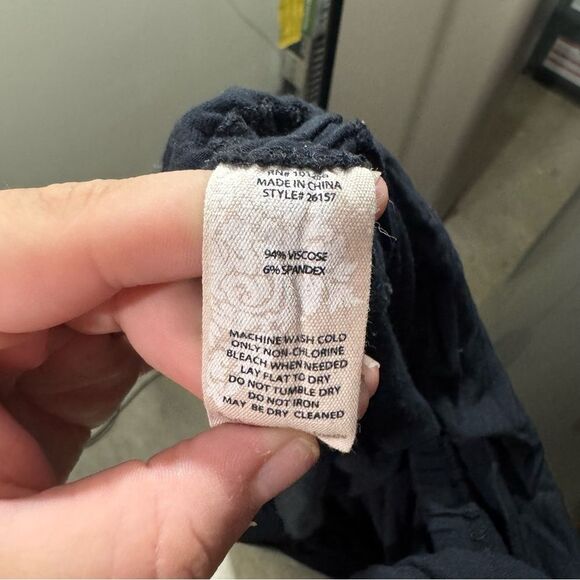 MADE IN CHINA
STYLE# 26157
94% VISCOSE
6% SPANDEX
MACHINE WASH COLD
ONLY NON-CHLORINE
BLEACH WHEN NEEDED
LAY FLAT TO DRY
DO NOT TUMBLE DRY
DO NOT IRON
MAY BE DRY CLEANED